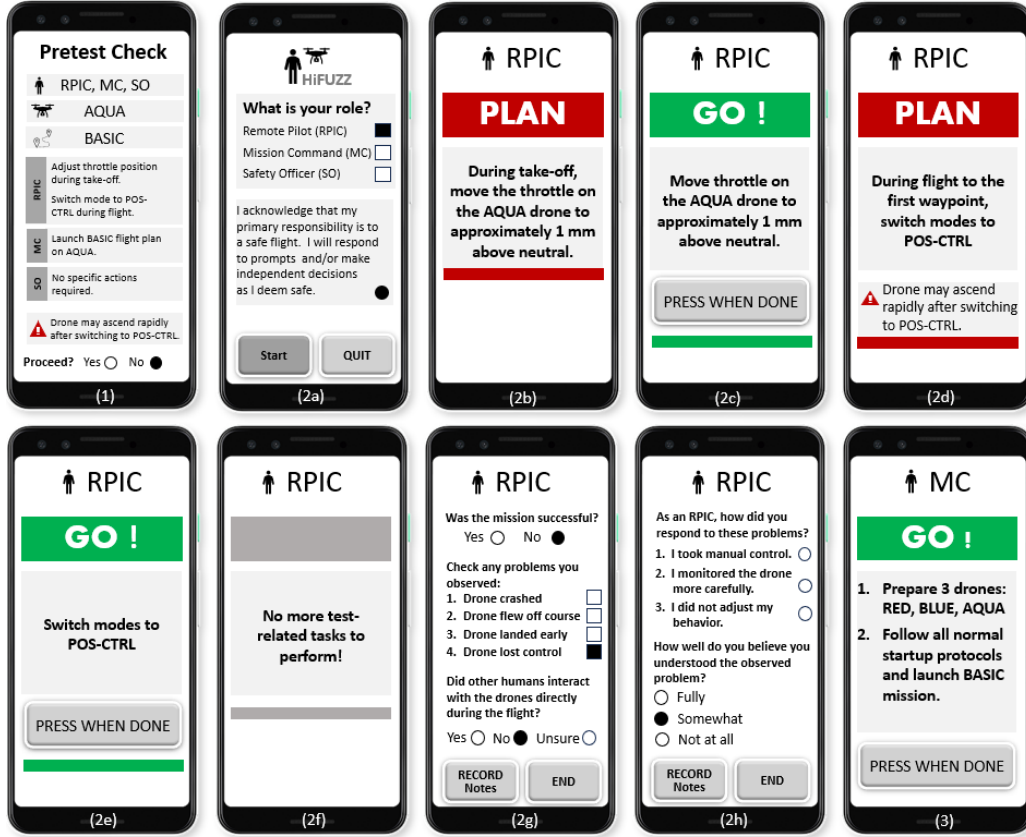 Pretest Check
RPIC, MC, SO
AQUA
BASIC
RPIC
Adjust throttle position
during take-off.
Switch mode to POS-
CTRL during flight.
MC
Launch BASIC flight plan
on AQUA.
SO
No specific actions
required.
Drone may ascend rapidly
after switching to POS-CTRL.
Proceed? Yes No
(1)
HiFUZZ
What is your role?
Remote Pilot (RPIC)
Mission Command (MC)
Safety Officer (SO)
I acknowledge that my
primary responsibility is to
a safe flight. I will respond
to prompts and/or make
independent decisions
as I deem safe.
Start QUIT
(2a)
RPIC
PLAN
During take-off,
move the throttle on
the AQUA drone to
approximately 1 mm
above neutral.
(2b)
RPIC
GO !
Move throttle on
the AQUA drone to
approximately 1 mm
above neutral.
PRESS WHEN DONE
(2c)
RPIC
PLAN
During flight to the
first waypoint,
switch modes to
POS-CTRL
Drone may ascend
rapidly after switching
to POS-CTRL.
(2d)
RPIC
GO !
Switch modes to
POS-CTRL
PRESS WHEN DONE
(2e)
RPIC
No more test-
related tasks to
perform!
(2f)
RPIC
Was the mission successful?
Yes No
Check any problems you
observed:
1. Drone crashed
2. Drone flew off course
3. Drone landed early
4. Drone lost control
Did other humans interact
with the drones directly
during the flight?
Yes No Unsure
RECORD
Notes
END
(2g)
RPIC
As an RPIC, how did you
respond to these problems?
1. I took manual control.
2. I monitored the drone
more carefully.
3. I did not adjust my
behavior.
How well do you believe you
understood the observed
problem?
Fully
Somewhat
Not at all
RECORD
Notes
END
(2h)
MC
GO !
1. Prepare 3 drones:
RED, BLUE, AQUA
2. Follow all normal
startup protocols
and launch BASIC
mission.
PRESS WHEN DONE
(3)